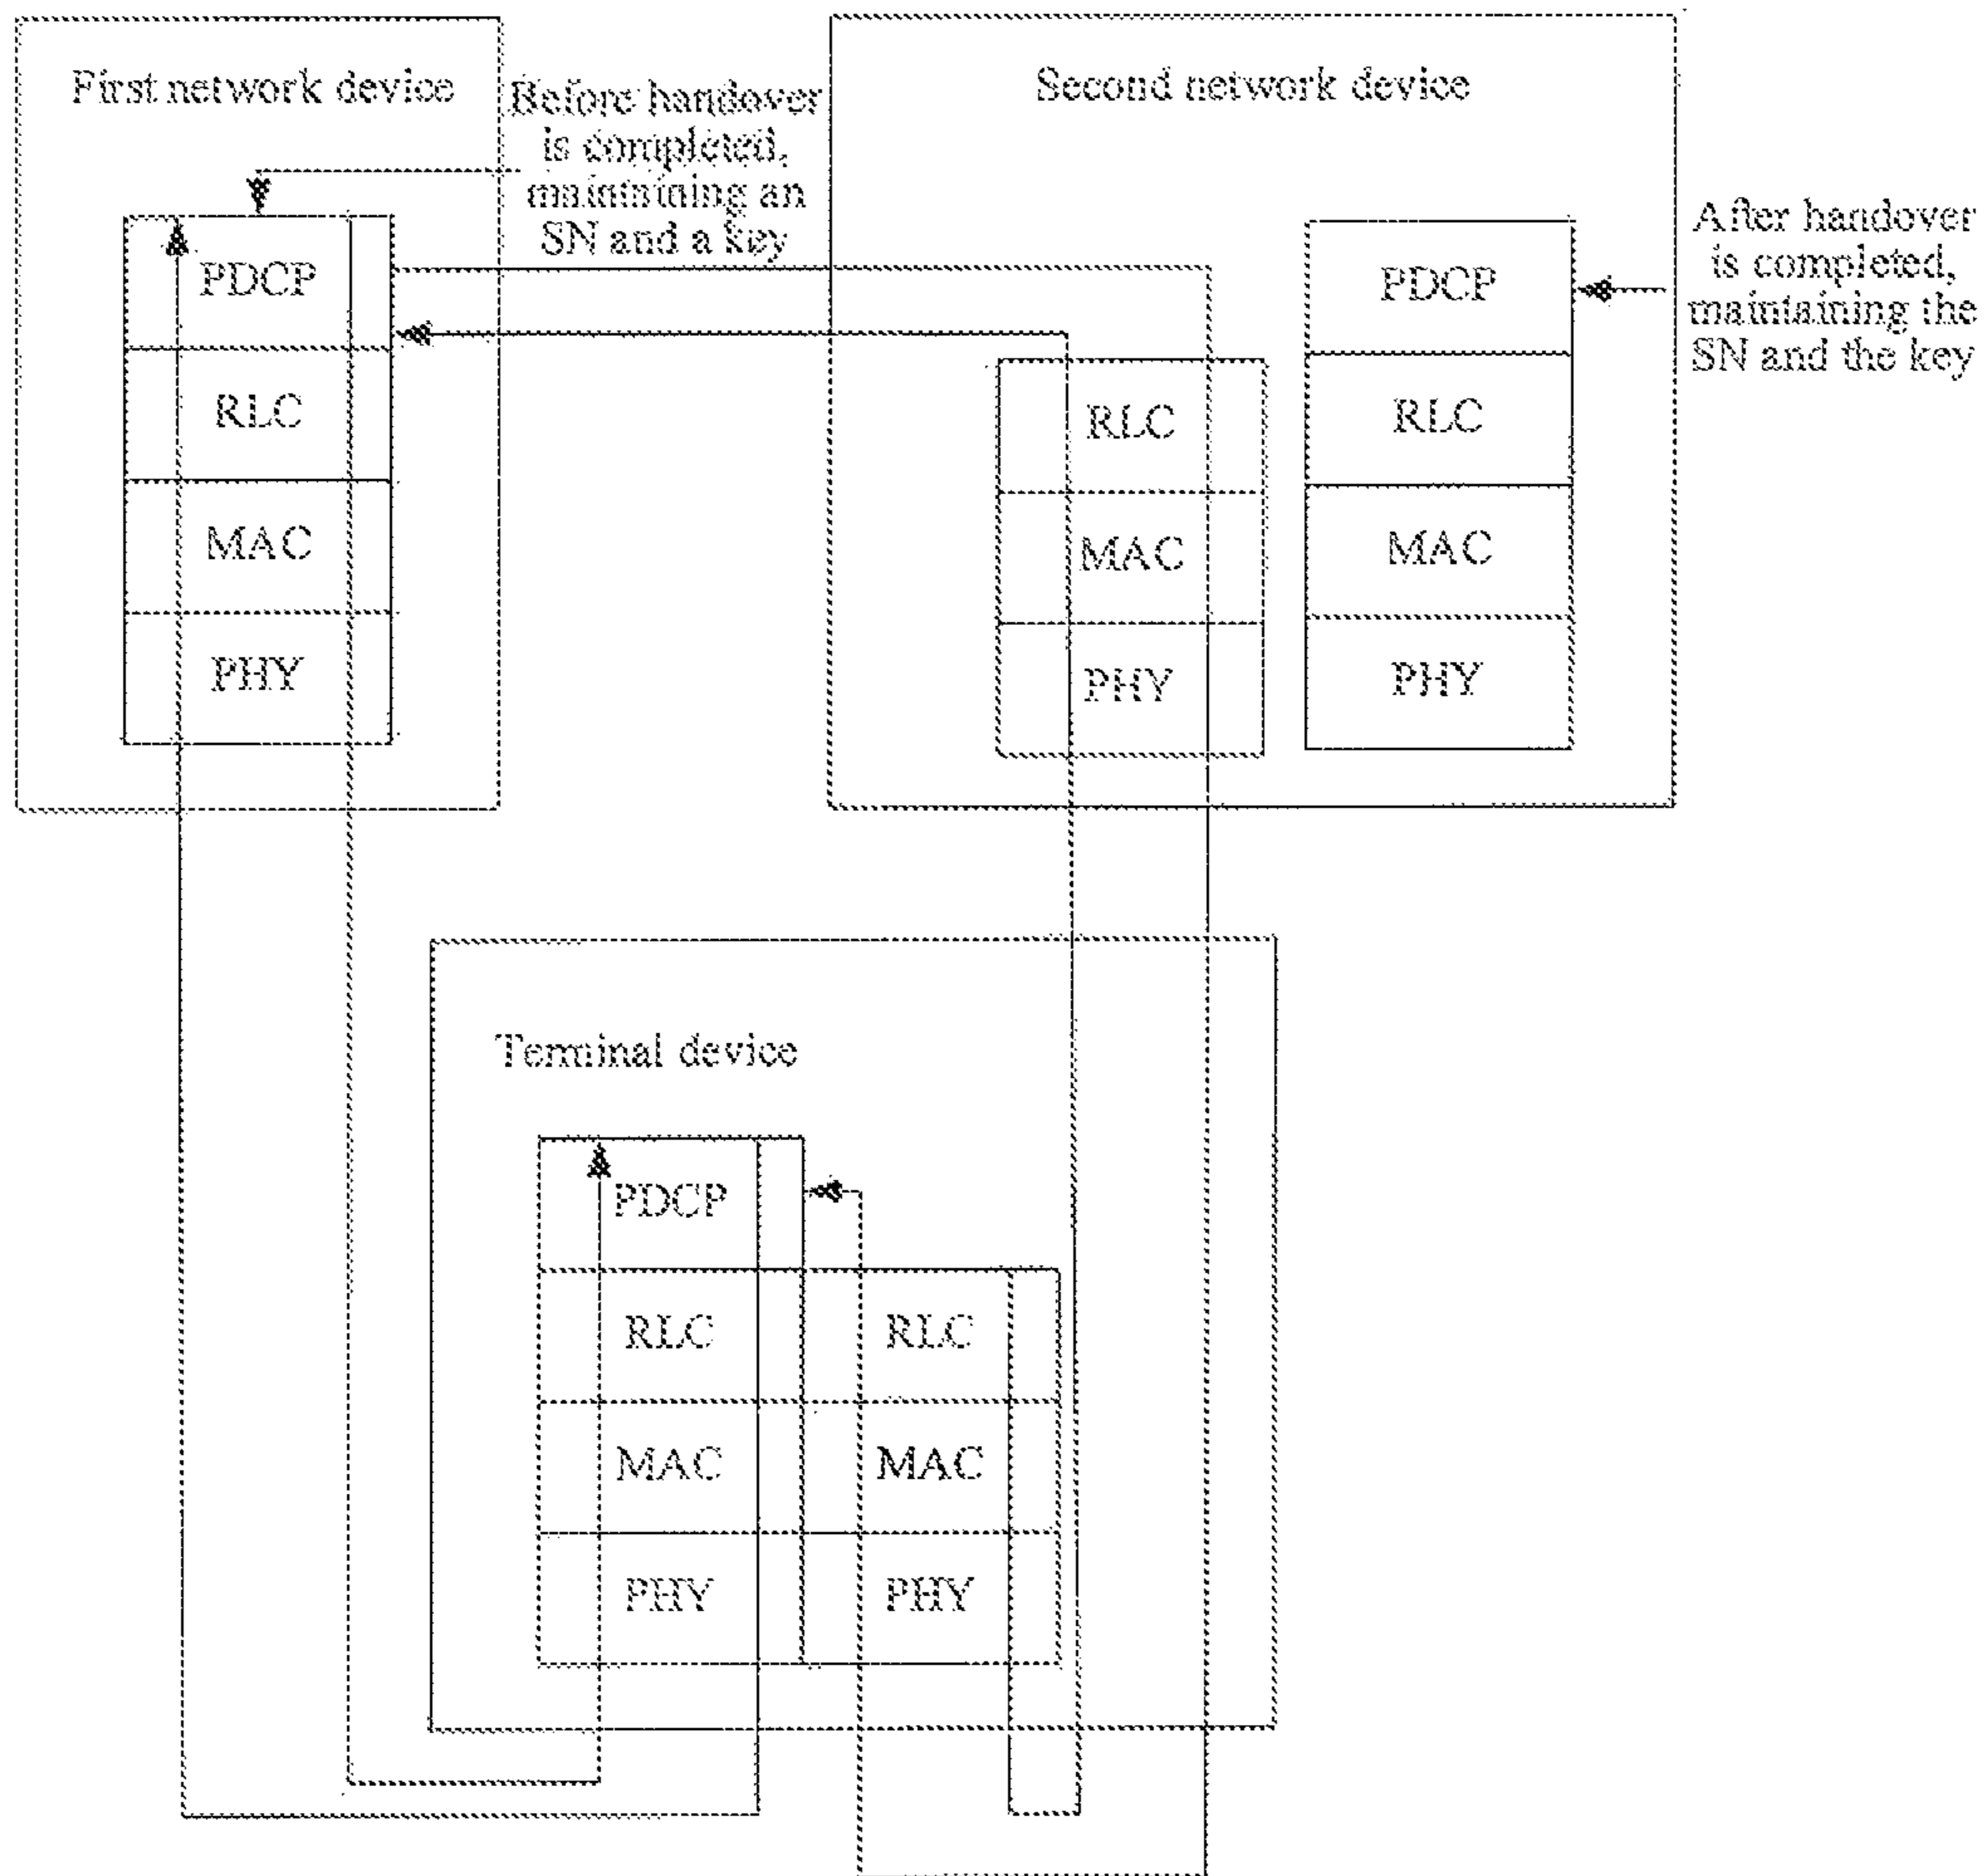 First network device
Before handover
is completed,
maintaining an
SN and a key
PDCP
RLC
MAC
PHY
Second network device
RLC
MAC
PHY
PDCP
RLC
MAC
PHY
After handover
is completed,
maintaining the
SN and the key
Terminal device
PDCP
RLC
RLC
MAC
MAC
PHY
PHY